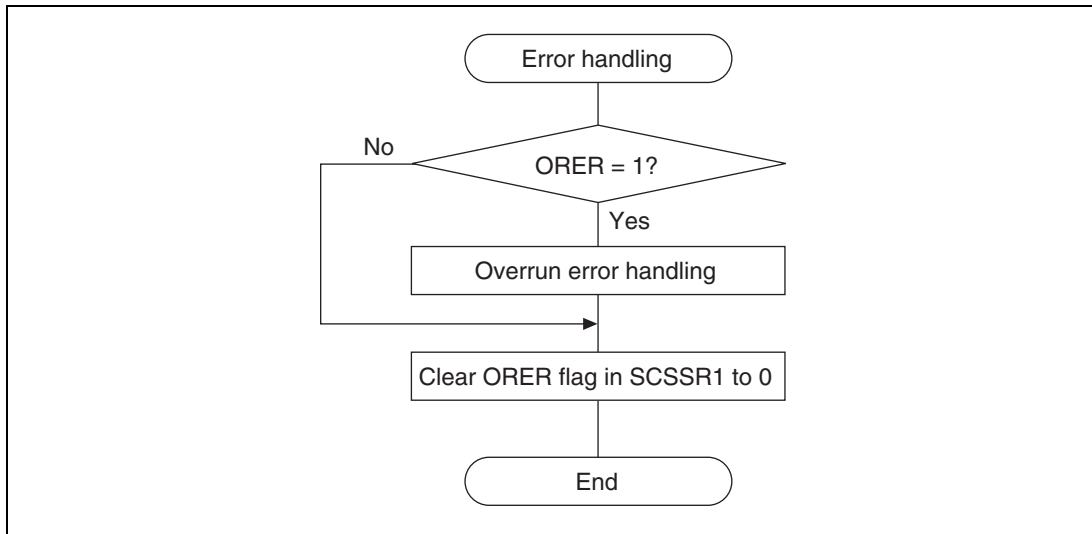 Error handling
No
ORER = 1?
Yes
Overrun error handling
Clear ORER flag in SCSSR1 to 0
End